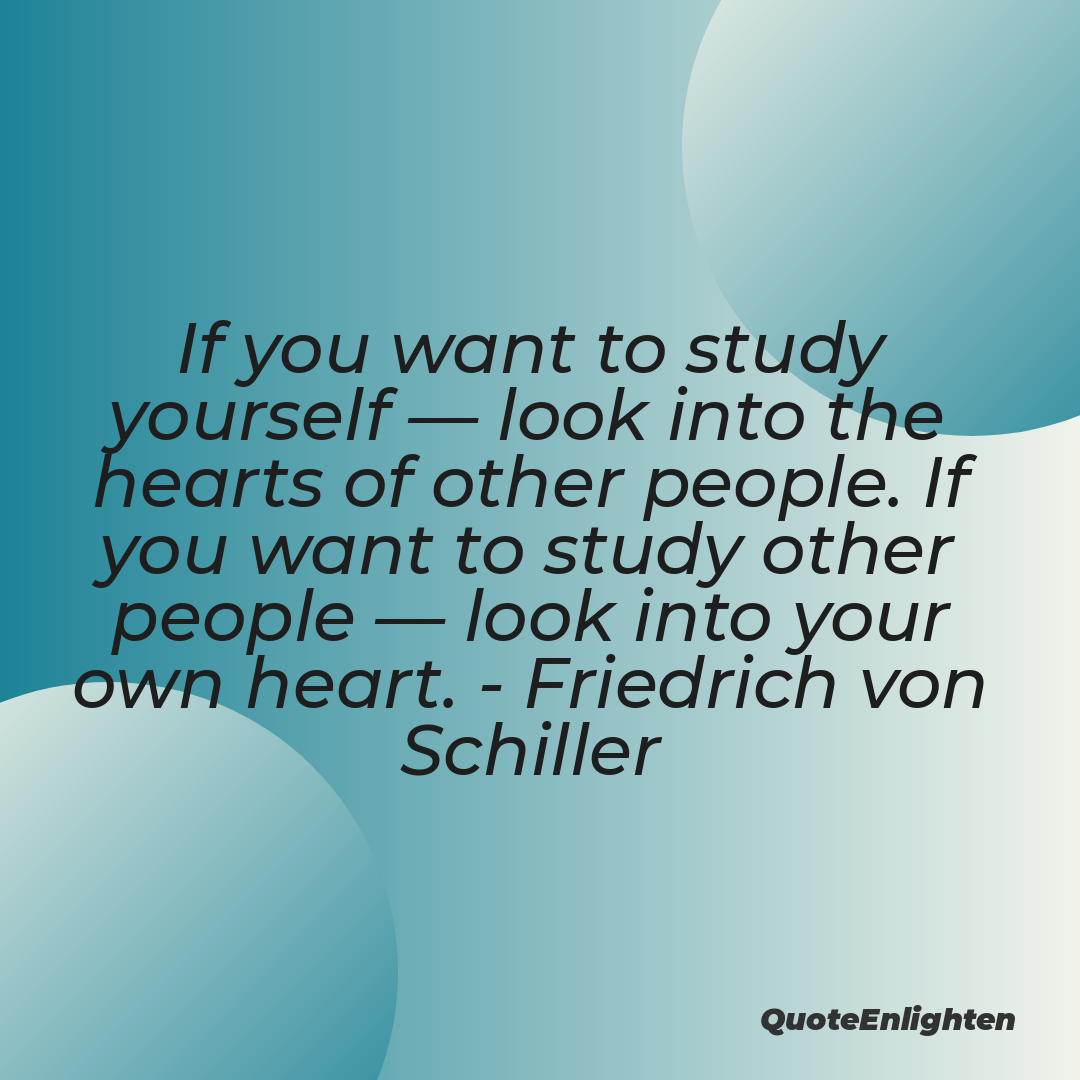 If you want to study
yourself — look into the
hearts of other people. If
you want to study other
people — look into your
own heart. - Friedrich von
Schiller
QuoteEnlighten